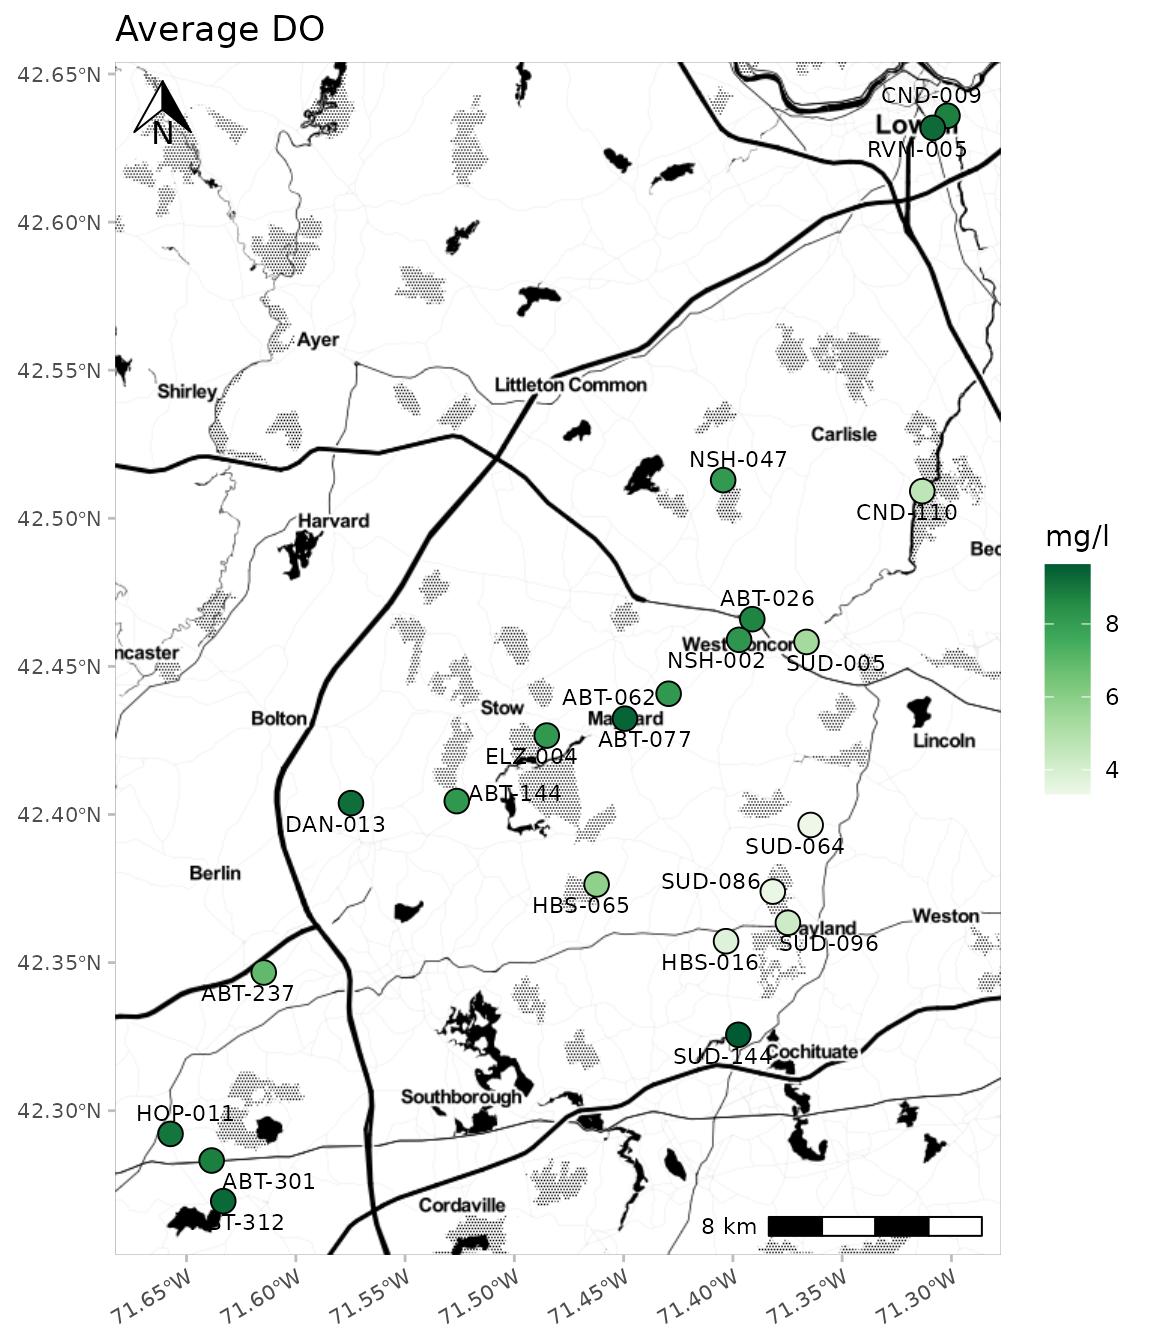 Average DO
42.65°N
42.60°N
42.55°N
42.50°N
42.45°N
42.40°N
42.35°N
42.30°N
N
CND-009
RVM-005
Ayer
Shirley
Littleton Common
Carlisle
NSH-047
CND-110
Harvard
Bed
ABT-026
West Concor
NSH-002
SUD-005
ncaster
ABT-062
Stow
Bolton
ABT-077
Lincoln
ELZ-004
ABT-144
DAN-013
SUD-064
Berlin
SUD-086
HBS-065
Weston
ayland
SUD-096
HBS-016
ABT-237
SUD-144
Cochituate
Southborough
HOP-011
ABT-301
BT-312
Cordaville
8 km
71.65°W
71.60°W
71.55°W
71.50°W
71.45°W
71.40°W
71.35°W
71.30°W
mg/l
8
6
4